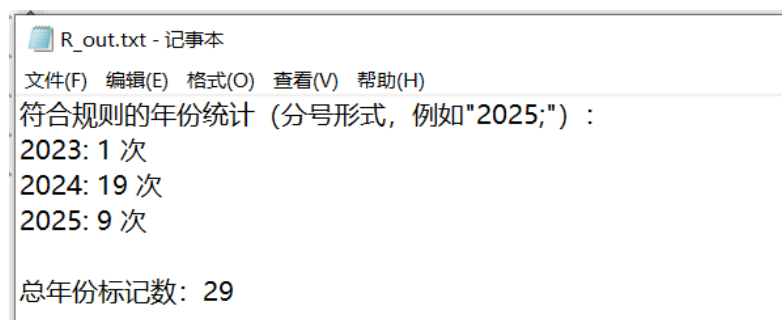 R_out.txt - 记事本
文件(F) 编辑(E) 格式(O) 查看(V) 帮助(H)
符合规则的年份统计（分号形式，例如"2025;"）：
2023: 1 次
2024: 19 次
2025: 9 次
总年份标记数：29